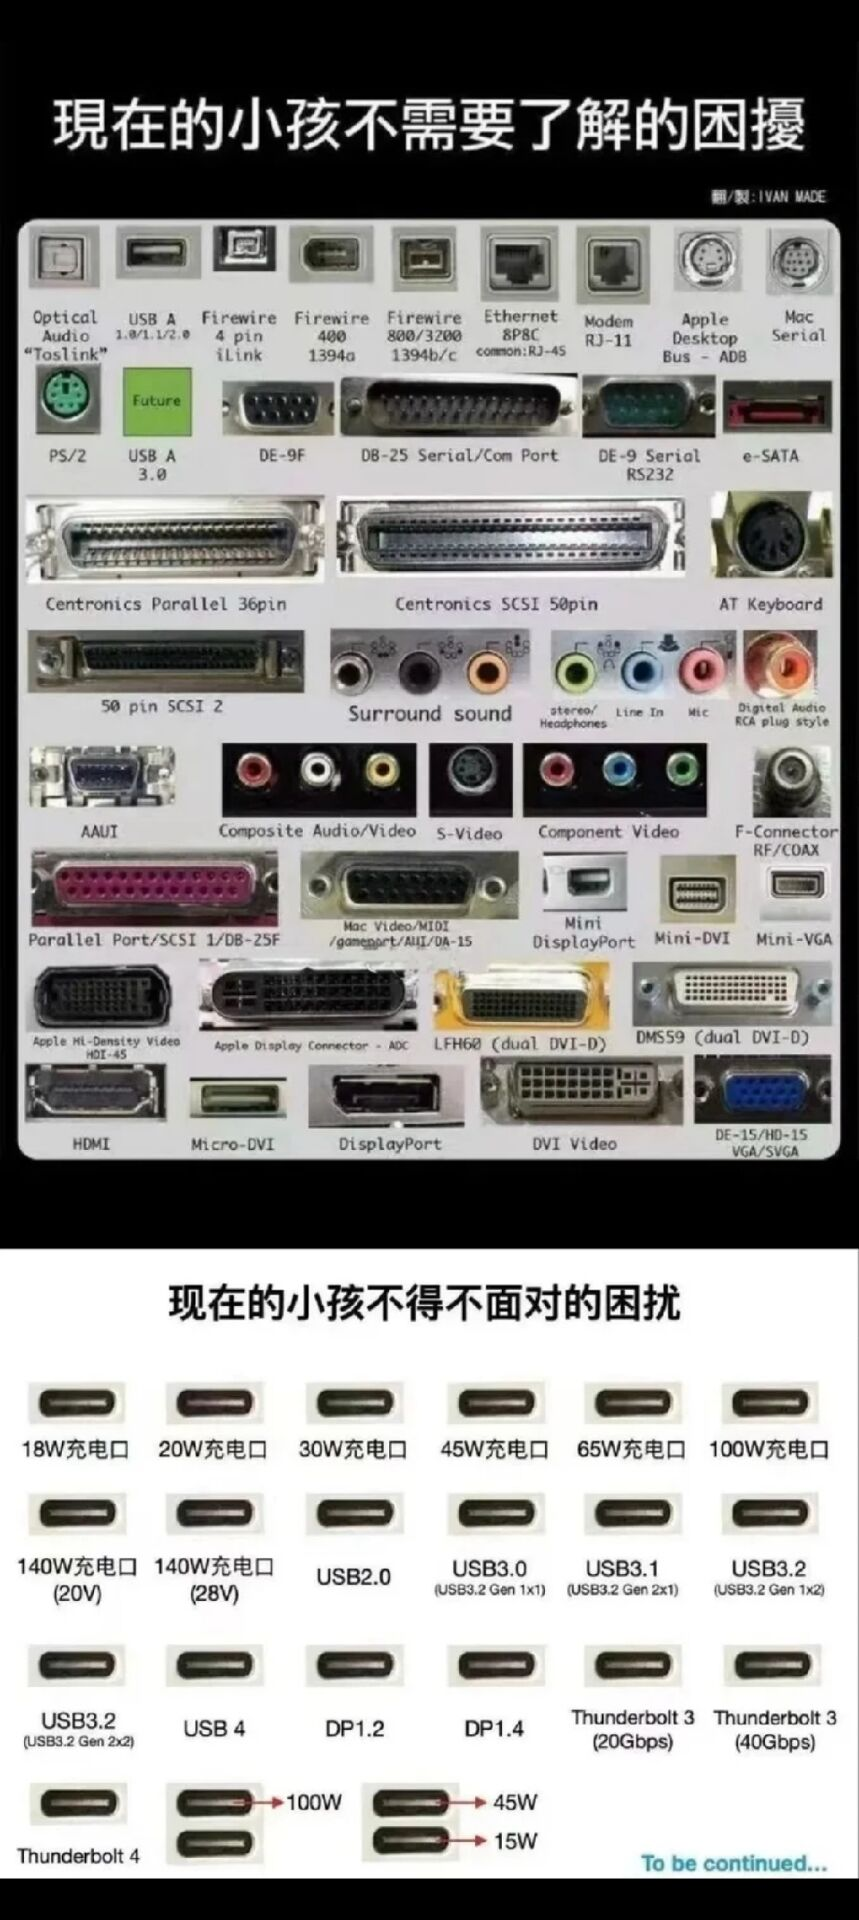 現在的小孩不需要了解的困擾
翻/製:IVAN MADE
Optical Audio "Toslink"
USB A 1.0/1.1/2.0
Firewire 4 pin iLink
Firewire 400 1394a
Firewire 800/3200 1394b/c
Ethernet 8P8C common:RJ-45
Modem RJ-11
Apple Desktop Bus - ADB
Mac Serial
PS/2
Future
USB A 3.0
DE-9F
DB-25 Serial/Com Port
DE-9 Serial RS232
e-SATA
Centronics Parallel 36pin
Centronics SCSI 50pin
AT Keyboard
50 pin SCSI 2
Surround sound
stereo/Headphones
Line In
Mic
Digital Audio RCA plug style
AAUI
Composite Audio/Video
S-Video
Component Video
F-Connector RF/COAX
Parallel Port/SCSI 1/DB-25F
Mac Video/MIDI /gameport/AUI/DA-15
Mini DisplayPort
Mini-DVI
Mini-VGA
Apple Hi-Density Video HDI-45
Apple Display Connector - ADC
LFH60 (dual DVI-D)
DMS59 (dual DVI-D)
HDMI
Micro-DVI
DisplayPort
DVI Video
DE-15/HD-15 VGA/SVGA
现在的小孩不得不面对的困扰
18W充电口
20W充电口
30W充电口
45W充电口
65W充电口
100W充电口
140W充电口 (20V)
140W充电口 (28V)
USB2.0
USB3.0 (USB3.2 Gen 1x1)
USB3.1 (USB3.2 Gen 2x1)
USB3.2 (USB3.2 Gen 1x2)
USB3.2 (USB3.2 Gen 2x2)
USB 4
DP1.2
DP1.4
Thunderbolt 3 (20Gbps)
Thunderbolt 3 (40Gbps)
Thunderbolt 4
100W
45W
15W
To be continued...